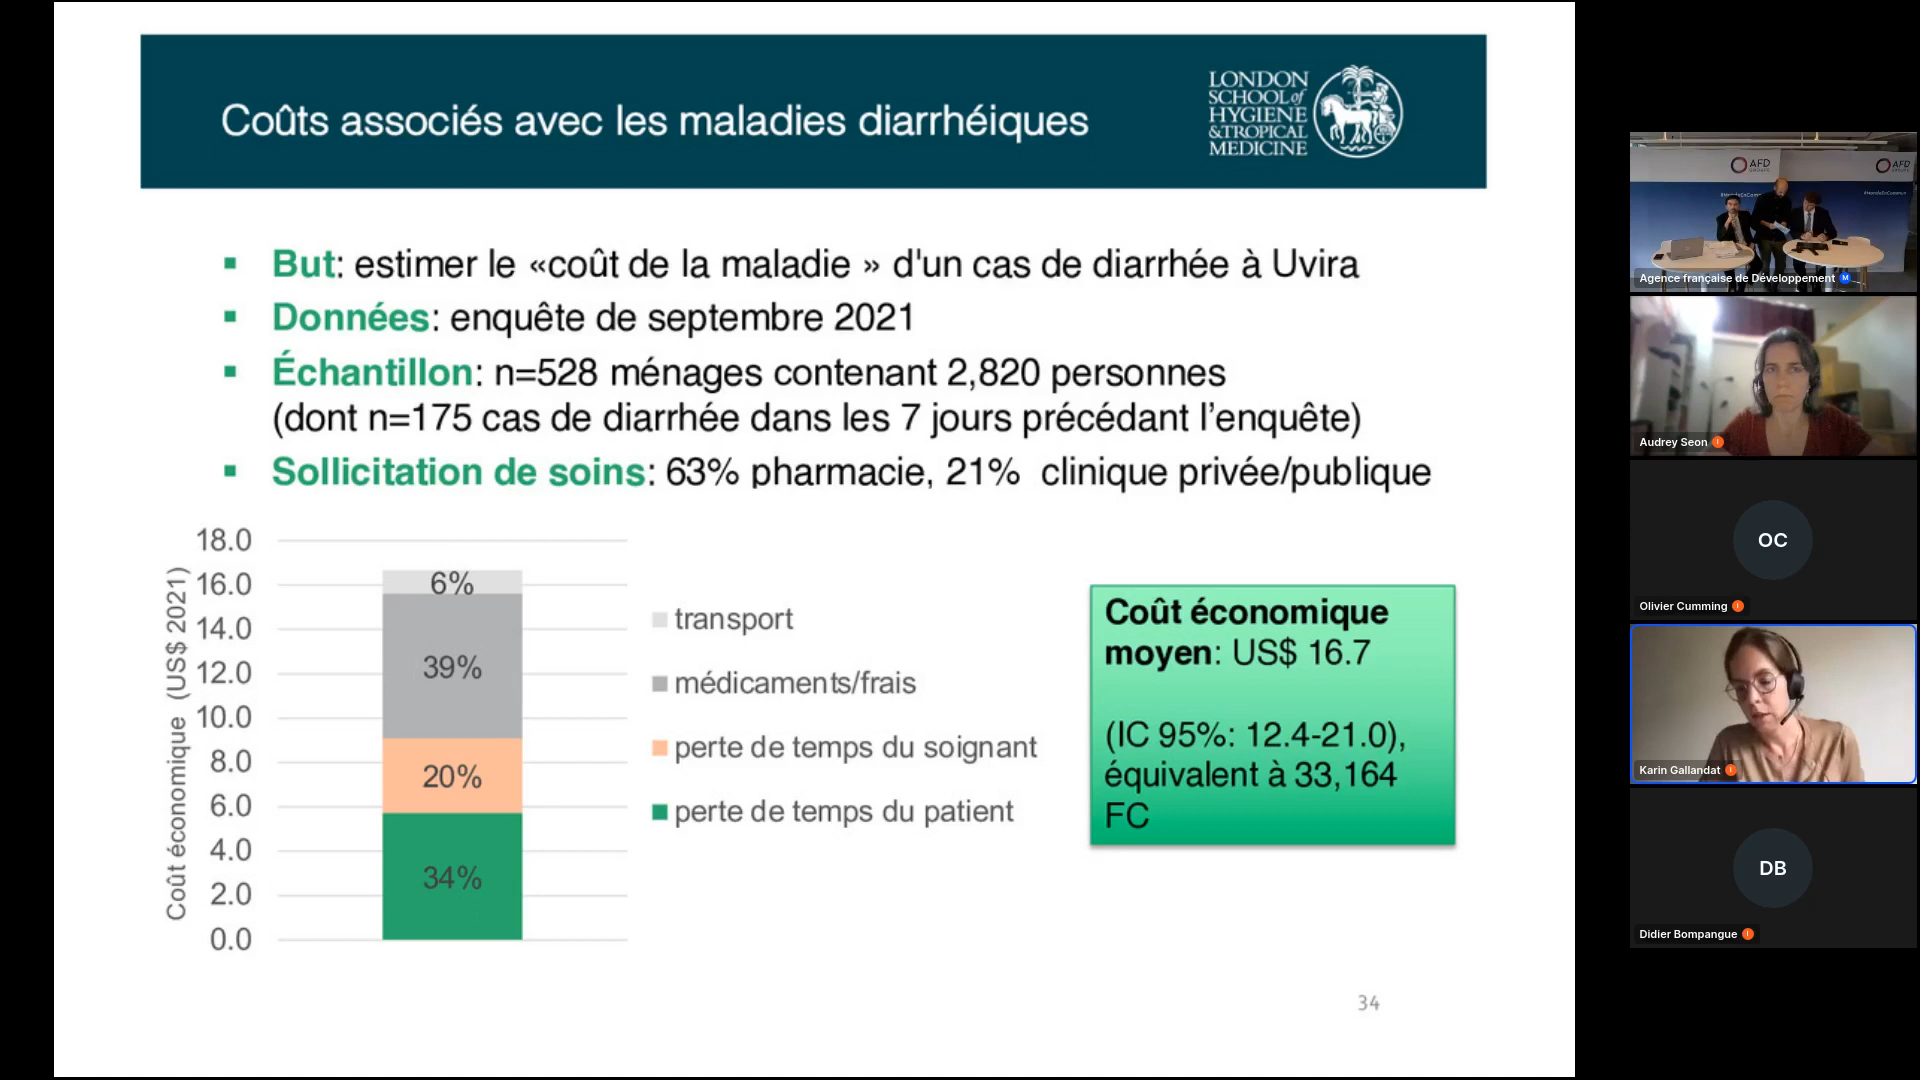 Coûts associés avec les maladies diarrhéiques
LONDON
SCHOOL of
HYGIENE
&TROPICAL
MEDICINE
But: estimer le «coût de la maladie » d'un cas de diarrhée à Uvira
Données: enquête de septembre 2021
Échantillon: n=528 ménages contenant 2,820 personnes
(dont n=175 cas de diarrhée dans les 7 jours précédant l’enquête)
Sollicitation de soins: 63% pharmacie, 21% clinique privée/publique
Coût économique (US$ 2021)
18.0
16.0
14.0
12.0
10.0
8.0
6.0
4.0
2.0
0.0
6%
39%
20%
34%
transport
médicaments/frais
perte de temps du soignant
perte de temps du patient
Coût économique
moyen: US$ 16.7
(IC 95%: 12.4-21.0),
équivalent à 33,164
FC
34
AFD
GROUPE
AFD
Agence française de Développement M
Audrey Seon
OC
Olivier Cumming
Karin Gallandat
DB
Didier Bompangue